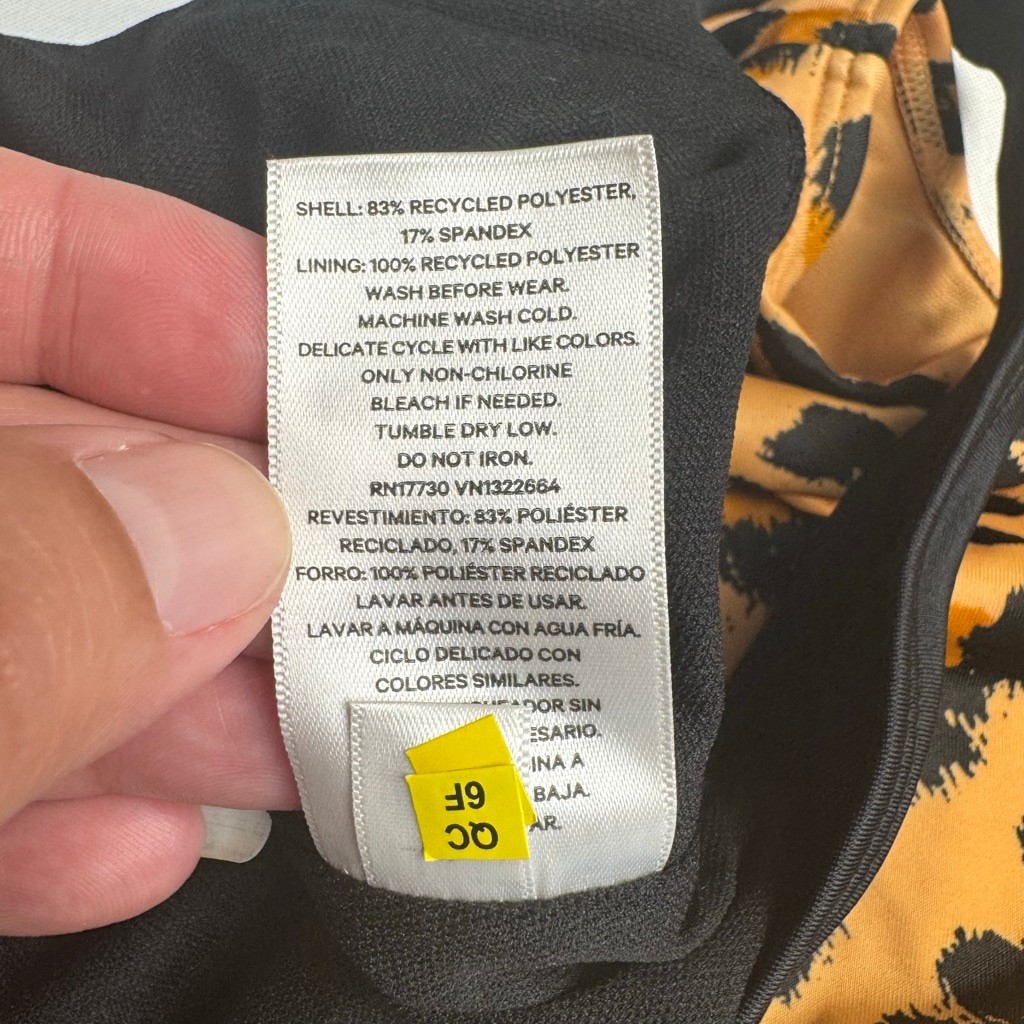 SHELL: 83% RECYCLED POLYESTER,
17% SPANDEX
LINING: 100% RECYCLED POLYESTER
WASH BEFORE WEAR.
MACHINE WASH COLD.
DELICATE CYCLE WITH LIKE COLORS.
ONLY NON-CHLORINE
BLEACH IF NEEDED.
TUMBLE DRY LOW.
DO NOT IRON.
RN17730 VN1322664
REVESTIMIENTO: 83% POLIÉSTER
RECICLADO, 17% SPANDEX
FORRO: 100% POLIÉSTER RECICLADO
LAVAR ANTES DE USAR.
LAVAR A MÁQUINA CON AGUA FRÍA.
CICLO DELICADO CON
COLORES SIMILARES.
SIN
A
BAJA.
QC
6F